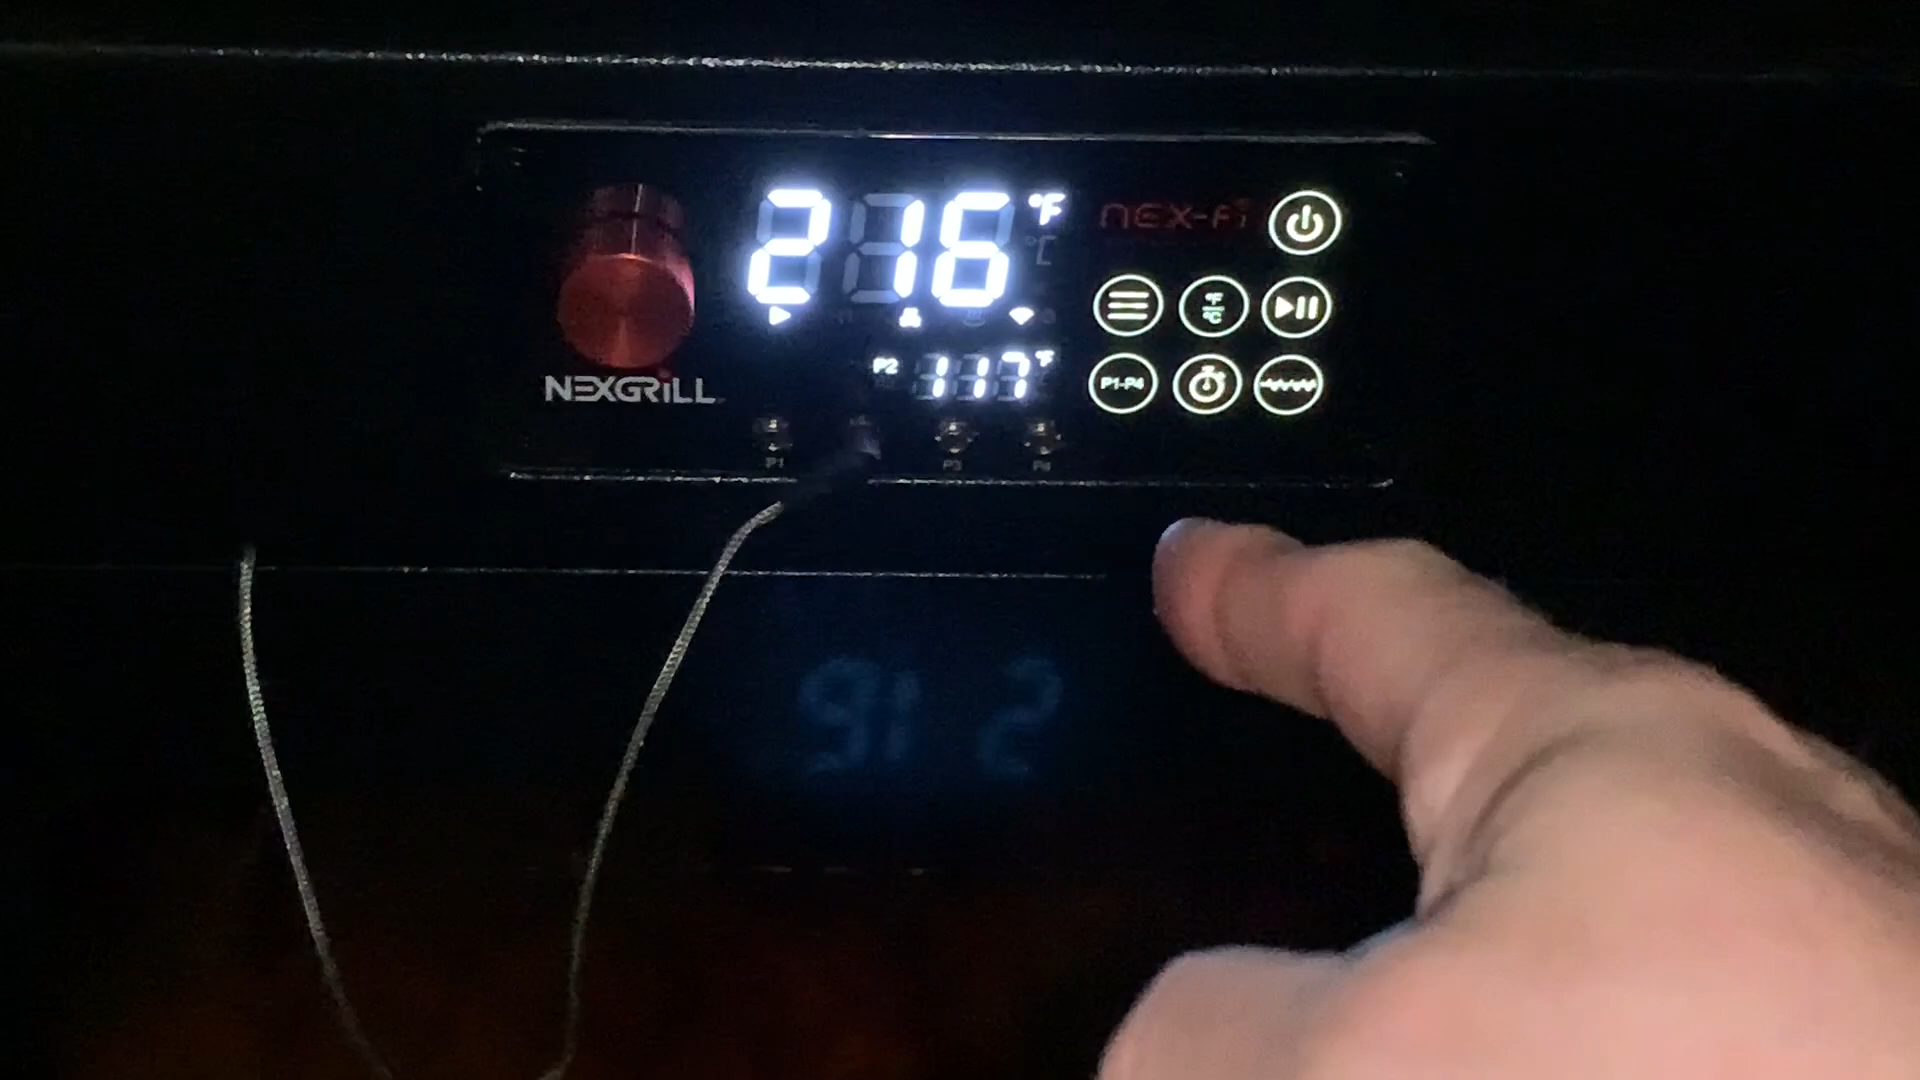 216 °F
°C
nex-fi
°F
°C
P2 117 °F
P1-P4
NEXGRILL
P1
P3
P4